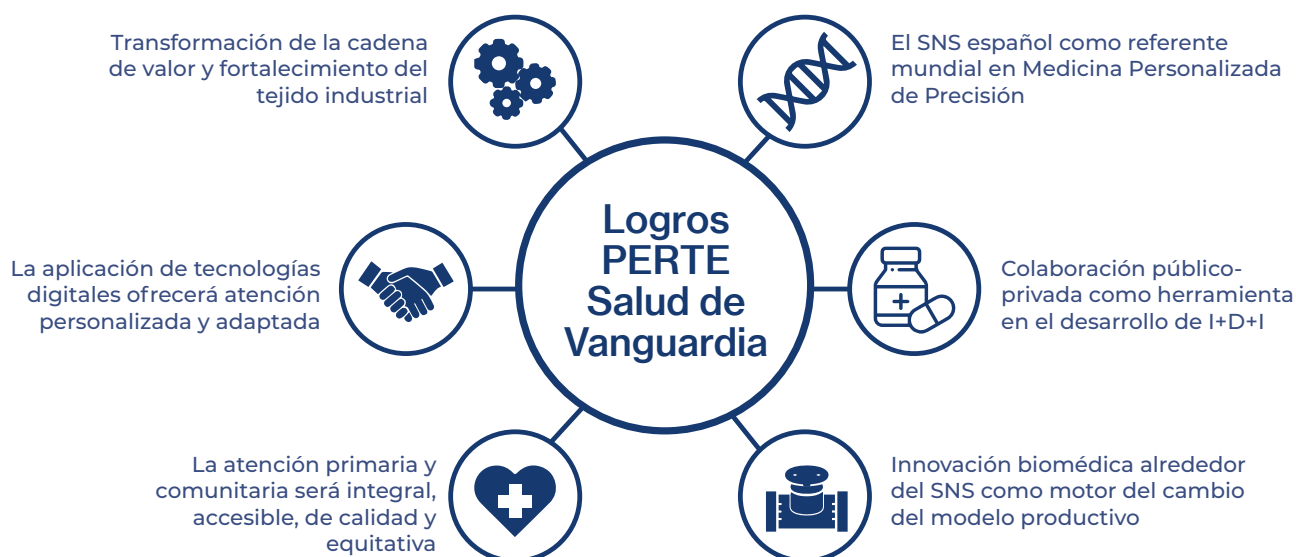 Transformación de la cadena
de valor y fortalecimiento del
tejido industrial
El SNS español como referente
mundial en Medicina Personalizada
de Precisión
Logros
PERTE
Salud de
Vanguardia
La aplicación de tecnologías
digitales ofrecerá atención
personalizada y adaptada
Colaboración público-
privada como herramienta
en el desarrollo de I+D+I
La atención primaria y
comunitaria será integral,
accesible, de calidad y
equitativa
Innovación biomédica alrededor
del SNS como motor del cambio
del modelo productivo